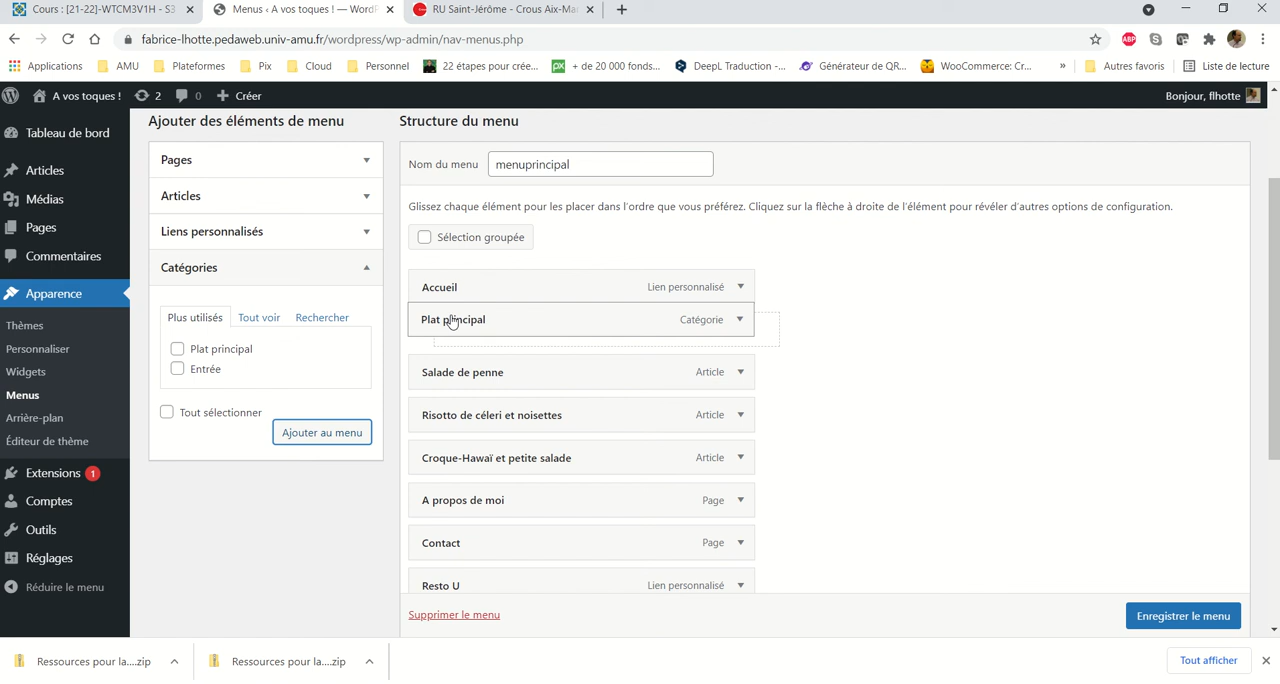 Cours : [21-22]-WTCM3V1H - S3
Menus ‹ A vos toques ! — WordP
RU Saint-Jérôme - Crous Aix-Mar
fabrice-lhotte.pedaweb.univ-amu.fr/wordpress/wp-admin/nav-menus.php
Applications AMU Plateformes Pix Cloud Personnel 22 étapes pour crée... + de 20 000 fonds... DeepL Traduction -... Générateur de QR... WooCommerce: Cr... » Autres favoris Liste de lecture
A vos toques ! 2 0 Créer Bonjour, flhotte
Tableau de bord
Articles
Médias
Pages
Commentaires
Apparence
Thèmes
Personnaliser
Widgets
Menus
Arrière-plan
Éditeur de thème
Extensions 1
Comptes
Outils
Réglages
Réduire le menu
Ajouter des éléments de menu
Pages
Articles
Liens personnalisés
Catégories
Plus utilisés Tout voir Rechercher
Plat principal
Entrée
Tout sélectionner
Ajouter au menu
Structure du menu
Nom du menu menuprincipal
Glissez chaque élément pour les placer dans l'ordre que vous préférez. Cliquez sur la flèche à droite de l'élément pour révéler d'autres options de configuration.
Sélection groupée
Accueil Lien personnalisé
Plat principal Catégorie
Salade de penne Article
Risotto de céleri et noisettes Article
Croque-Hawaï et petite salade Article
A propos de moi Page
Contact Page
Resto U Lien personnalisé
Supprimer le menu Enregistrer le menu
Ressources pour la....zip Ressources pour la....zip Tout afficher